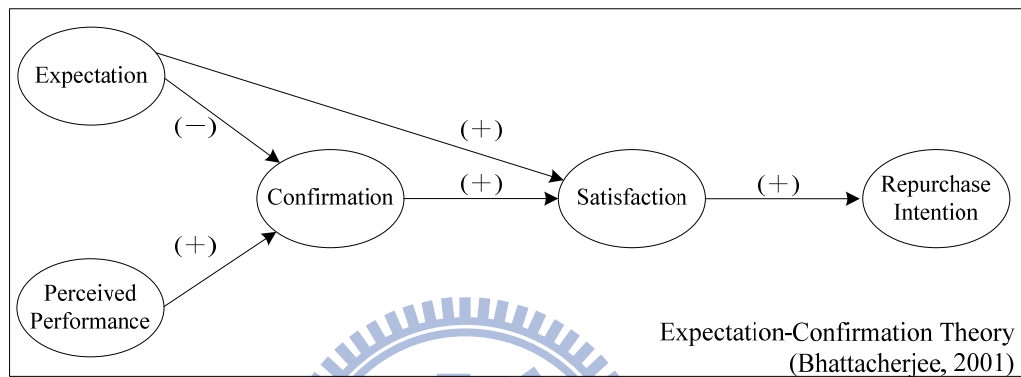 Expectation
(−)
(+)
Confirmation
(+)
Satisfaction
(+)
Repurchase
Intention
(+)
Perceived
Performance
Expectation-Confirmation Theory
(Bhattacherjee, 2001)